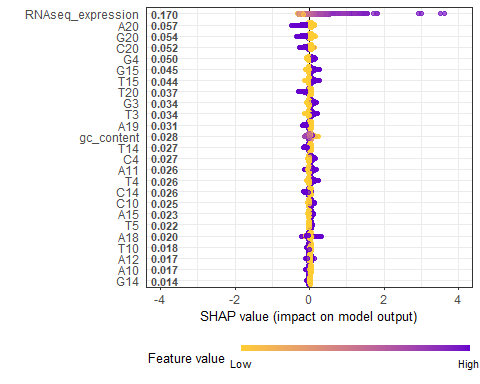 RNAseq_expression 0.170
A20 0.057
G20 0.054
C20 0.052
G4 0.050
G15 0.045
T15 0.044
T20 0.037
G3 0.034
T3 0.034
A19 0.031
gc_content 0.028
T14 0.027
C4 0.027
A11 0.026
T4 0.026
C14 0.026
C10 0.025
A15 0.023
T5 0.022
A18 0.020
T10 0.018
A12 0.017
A10 0.017
G14 0.014
-4 -2 0 2 4
SHAP value (impact on model output)
Feature value Low High